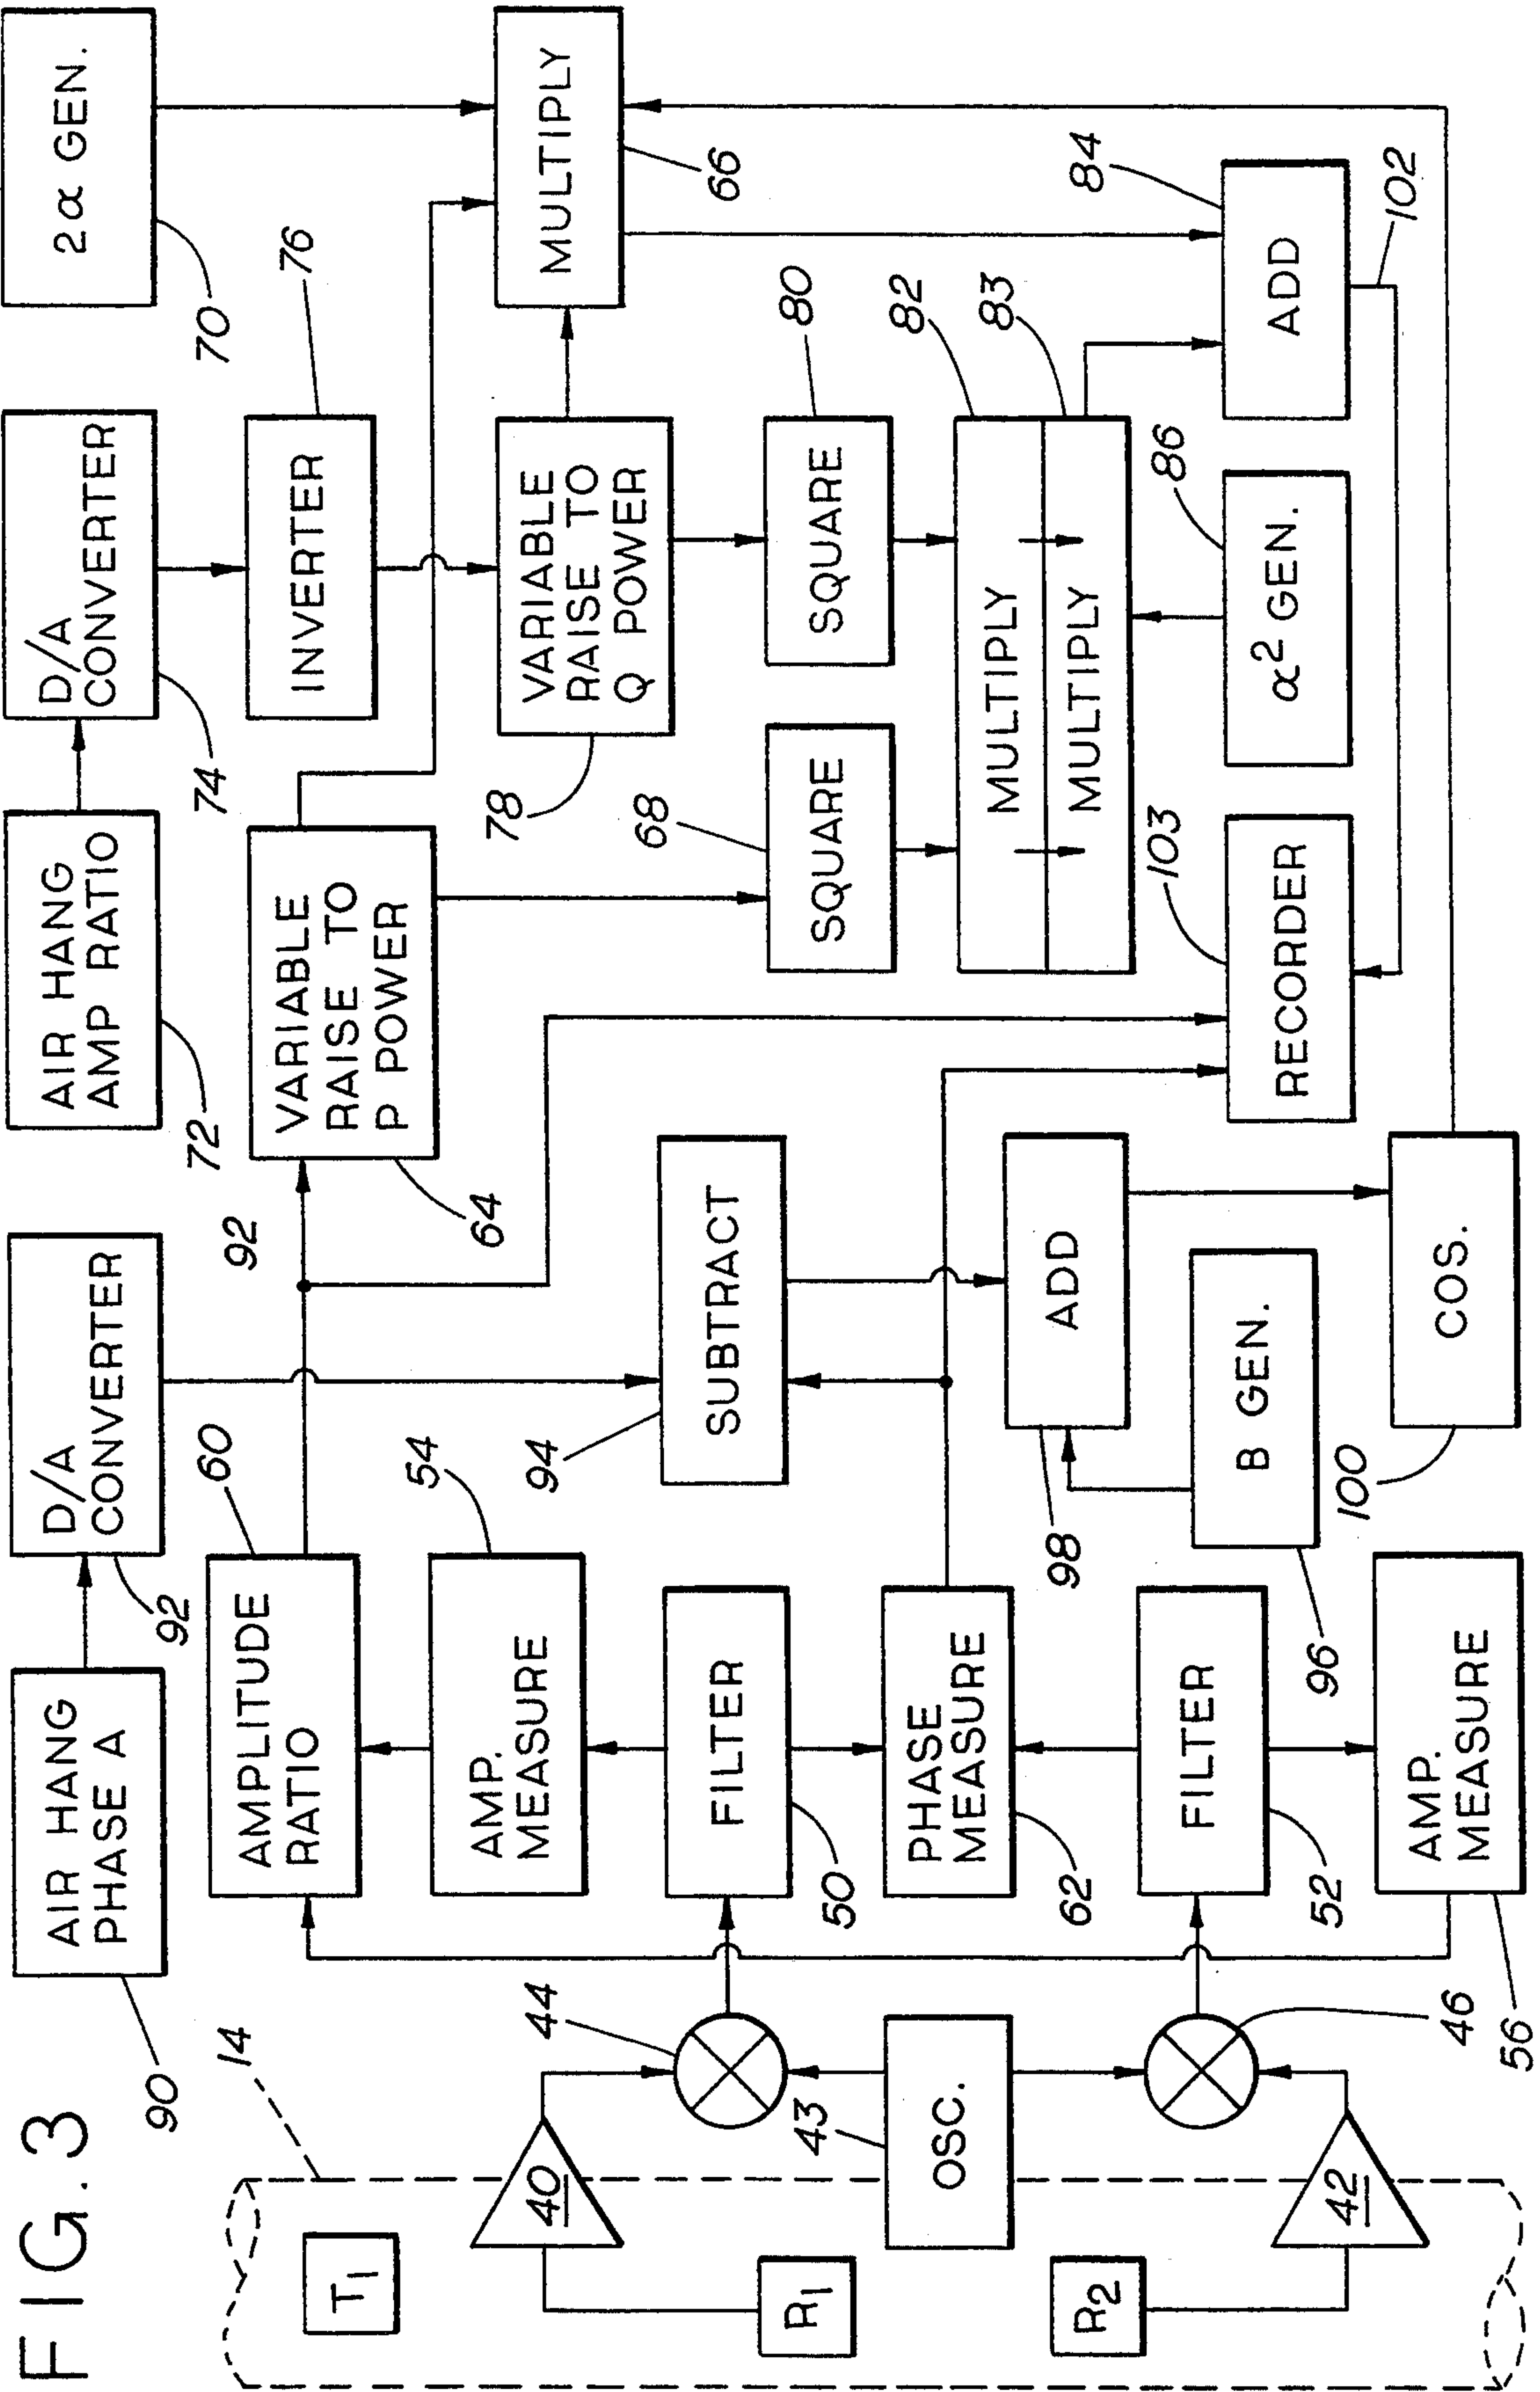 FIG. 3
14
T1
R1
R2
40
42
43
OSC.
44
46
90
AIR HANG
PHASE A
92
D/A
CONVERTER
60
AMPLITUDE
RATIO
54
AMP.
MEASURE
50
FILTER
62
PHASE
MEASURE
52
FILTER
56
AMP.
MEASURE
94
SUBTRACT
98
ADD
96
B GEN.
100
COS.
92
72
AIR HANG
AMP RATIO
74
D/A
CONVERTER
64
VARIABLE
RAISE TO
P POWER
76
INVERTER
78
VARIABLE
RAISE TO
Q POWER
68
SQUARE
80
SQUARE
82
MULTIPLY
83
MULTIPLY
103
RECORDER
86
α2 GEN.
84
ADD
102
70
2α GEN.
66
MULTIPLY